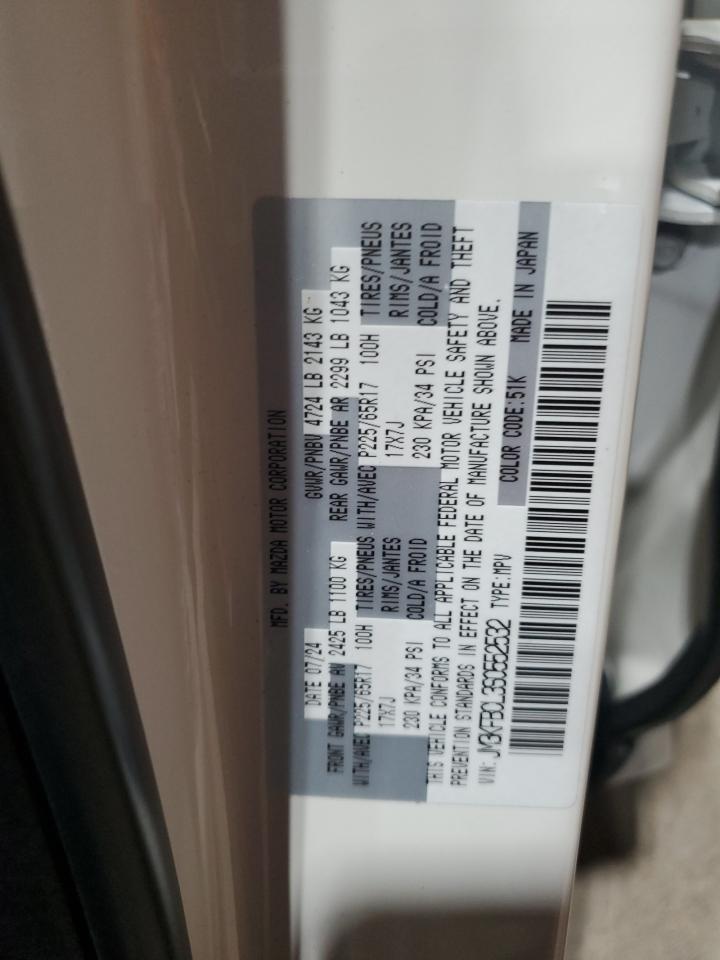 MFD. BY MAZDA MOTOR CORPORATION
DATE 07/24 GVWR/PNBV 4724 LB 2143 KG
FRONT GAWR/PNBE AV 2425 LB 1100 KG REAR GAWR/PNBE AR 2299 LB 1043 KG
WITH/AVEC P225/65R17 100H TIRES/PNEUS WITH/AVEC P225/65R17 100H TIRES/PNEUS
17X7J RIMS/JANTES 17X7J RIMS/JANTES
230 KPA/34 PSI COLD/A FROID 230 KPA/34 PSI COLD/A FROID
THIS VEHICLE CONFORMS TO ALL APPLICABLE FEDERAL MOTOR VEHICLE SAFETY AND THEFT
PREVENTION STANDARDS IN EFFECT ON THE DATE OF MANUFACTURE SHOWN ABOVE.
VIN: JM3KFBCL3S0552532 TYPE:MPV COLOR CODE:51K MADE IN JAPAN